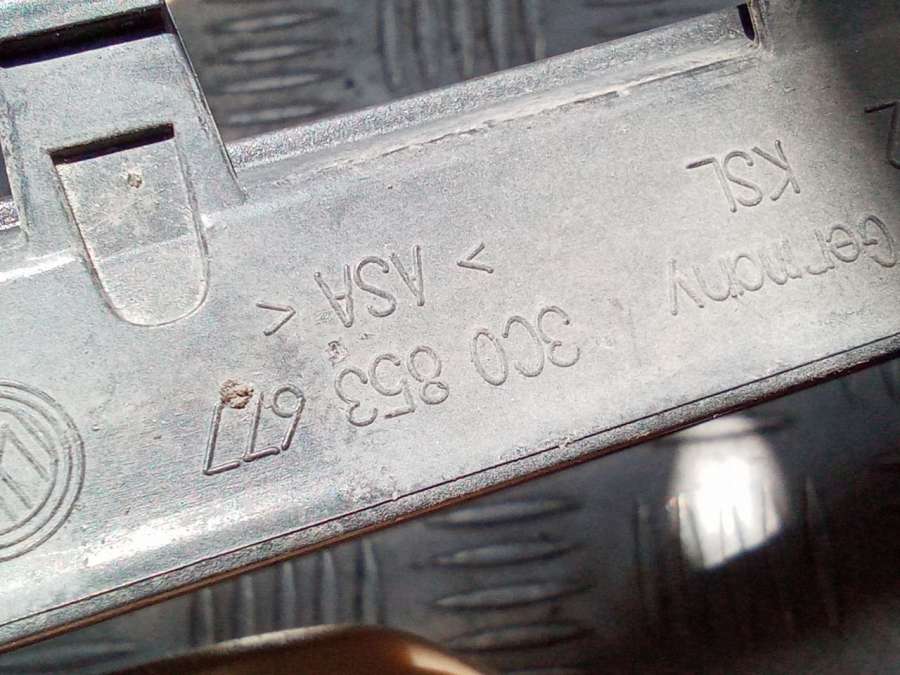 Germany 3C0 853 677
KSL < ASA >